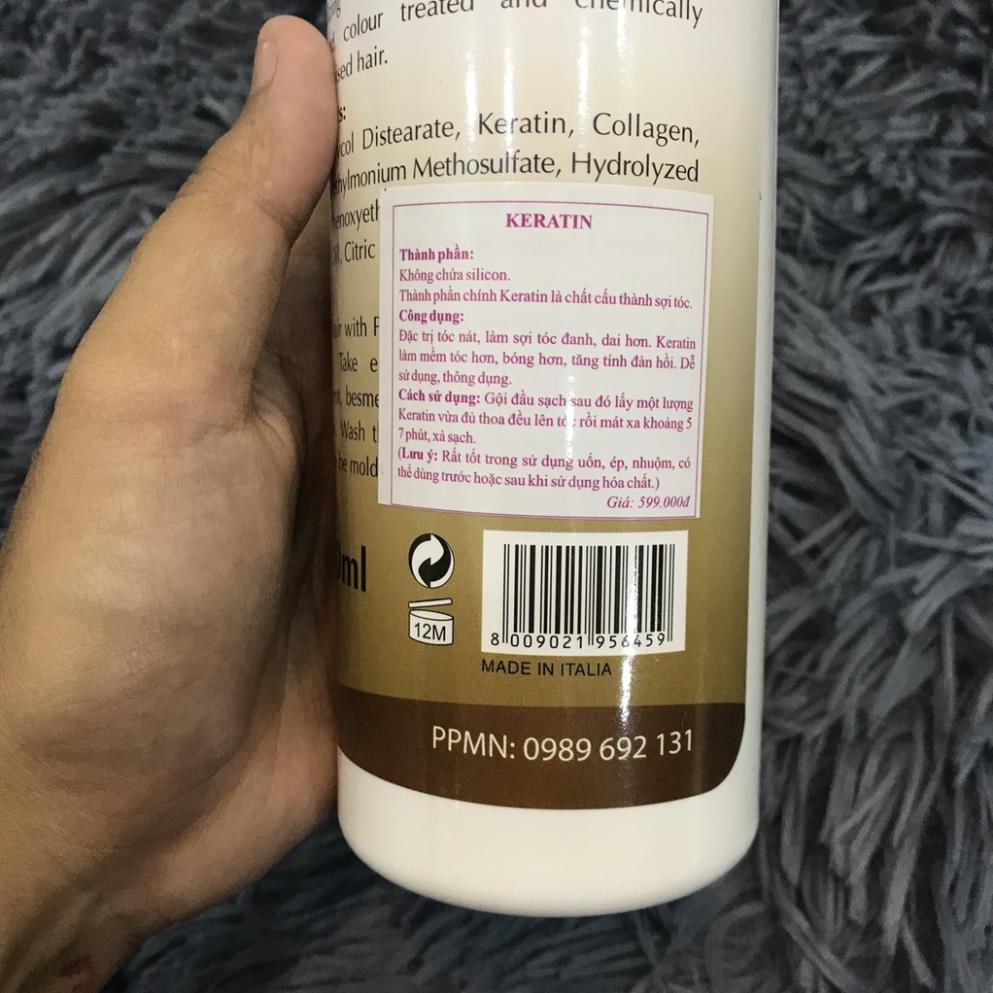 colour treated and chemically
hair.
Distearate, Keratin, Collagen,
Methosulfate, Hydrolyzed
Citric
KERATIN
Thành phần:
Không chứa silicon.
Thành phần chính Keratin là chất cấu thành sợi tóc.
Công dụng:
Đặc trị tóc nát, làm sợi tóc đanh, dai hơn. Keratin
làm mềm tóc hơn, bóng hơn, tăng tính đàn hồi. Dễ
sử dụng, thông dụng.
Cách sử dụng: Gội đầu sạch sau đó lấy một lượng
Keratin vừa đủ thoa đều lên tóc rồi mát xa khoảng 5
7 phút, xả sạch.
(Lưu ý: Rất tốt trong sử dụng uốn, ép, nhuộm, có
thể dùng trước hoặc sau khi sử dụng hóa chất.)
Giá: 599.000đ
with
Take
Wash
be
ml
12M
8 009021 956459
MADE IN ITALIA
PPMN: 0989 692 131